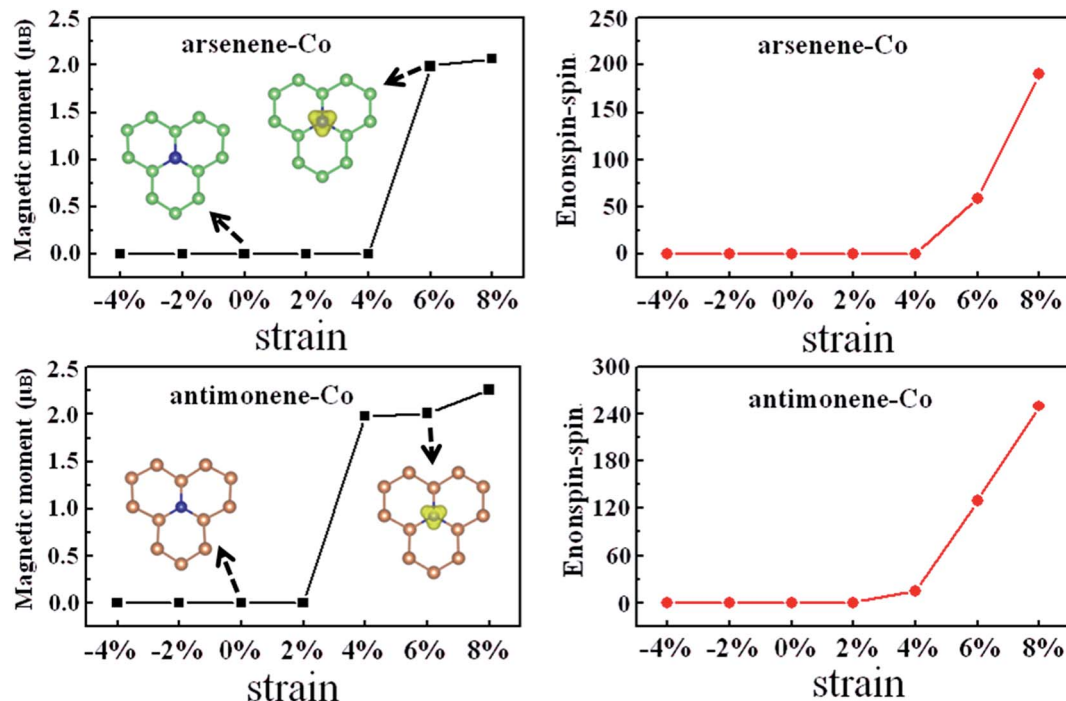 arsenene-Co
Magnetic moment (μB)
2.5
2.0
1.5
1.0
0.5
0.0
-4% -2% 0% 2% 4% 6% 8%
strain
arsenene-Co
Enonspin-spin.
250
200
150
100
50
0
-4% -2% 0% 2% 4% 6% 8%
strain
antimonene-Co
Magnetic moment (μB)
2.5
2.0
1.5
1.0
0.5
0.0
-4% -2% 0% 2% 4% 6% 8%
strain
antimonene-Co
Enonspin-spin.
300
240
180
120
60
0
-4% -2% 0% 2% 4% 6% 8%
strain